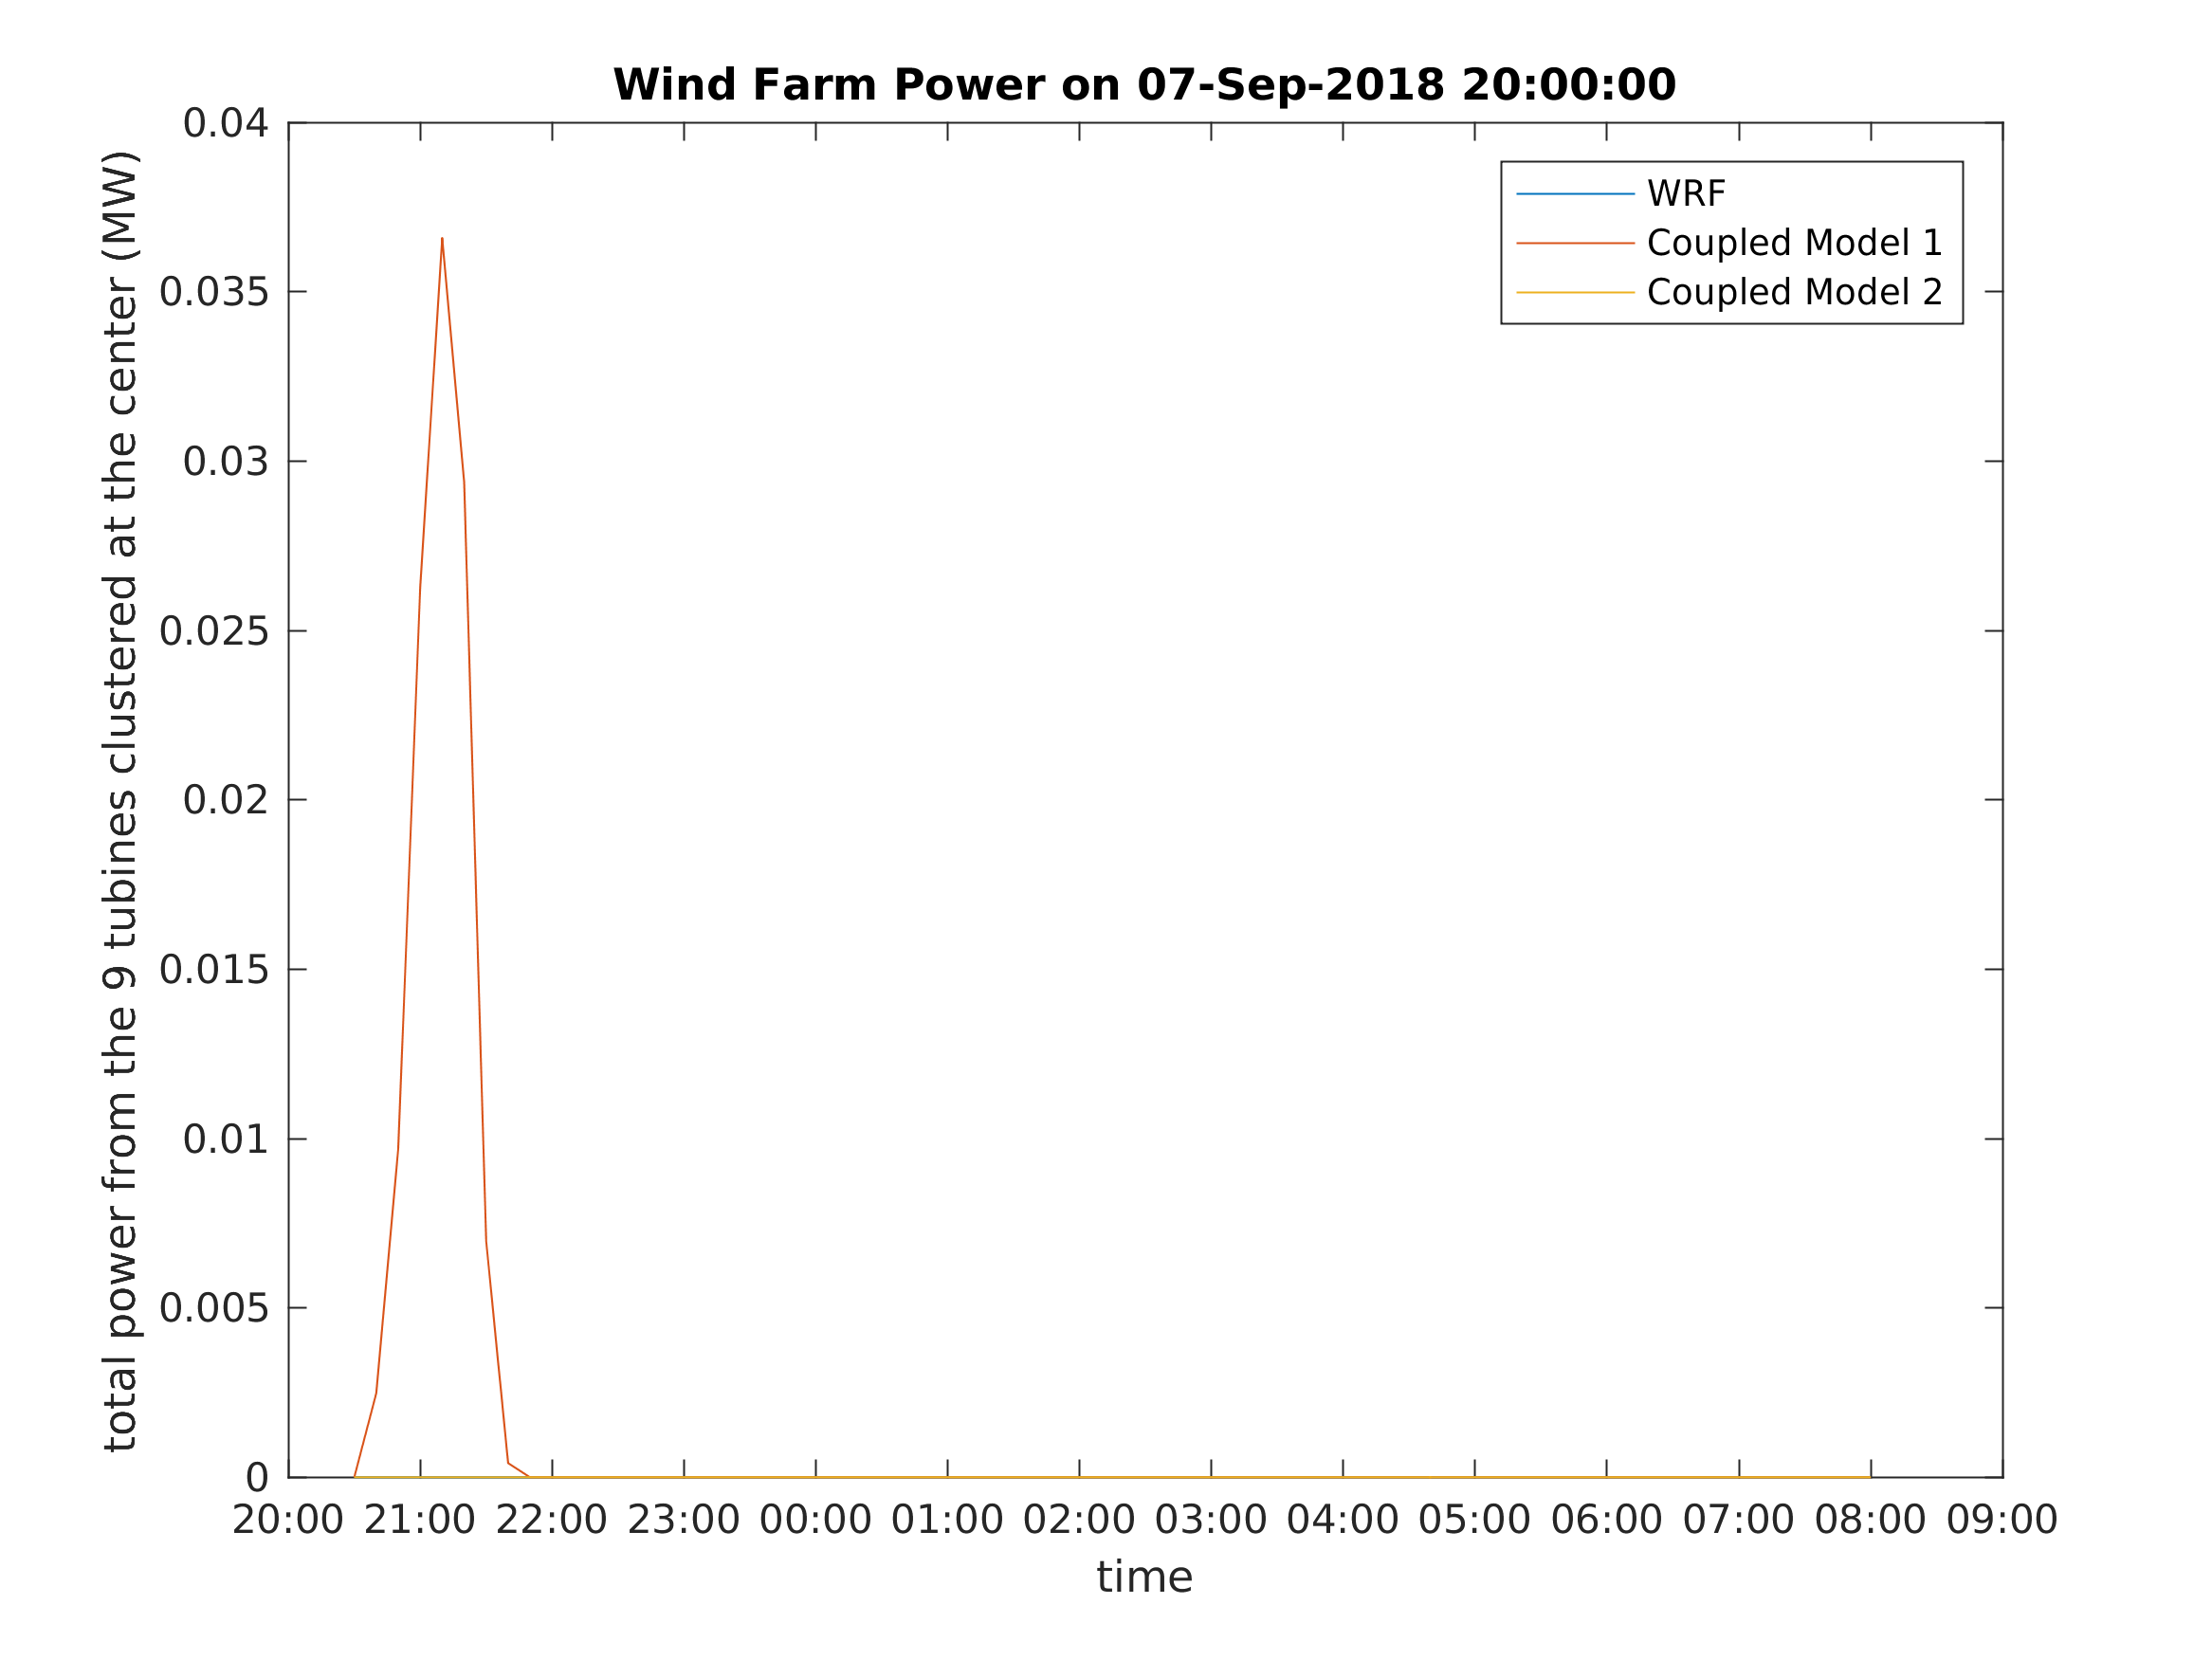 Wind Farm Power on 07-Sep-2018 20:00:00
total power from the 9 tubines clustered at the center (MW)
0.04
0.035
0.03
0.025
0.02
0.015
0.01
0.005
0
WRF
Coupled Model 1
Coupled Model 2
20:00 21:00 22:00 23:00 00:00 01:00 02:00 03:00 04:00 05:00 06:00 07:00 08:00 09:00
time